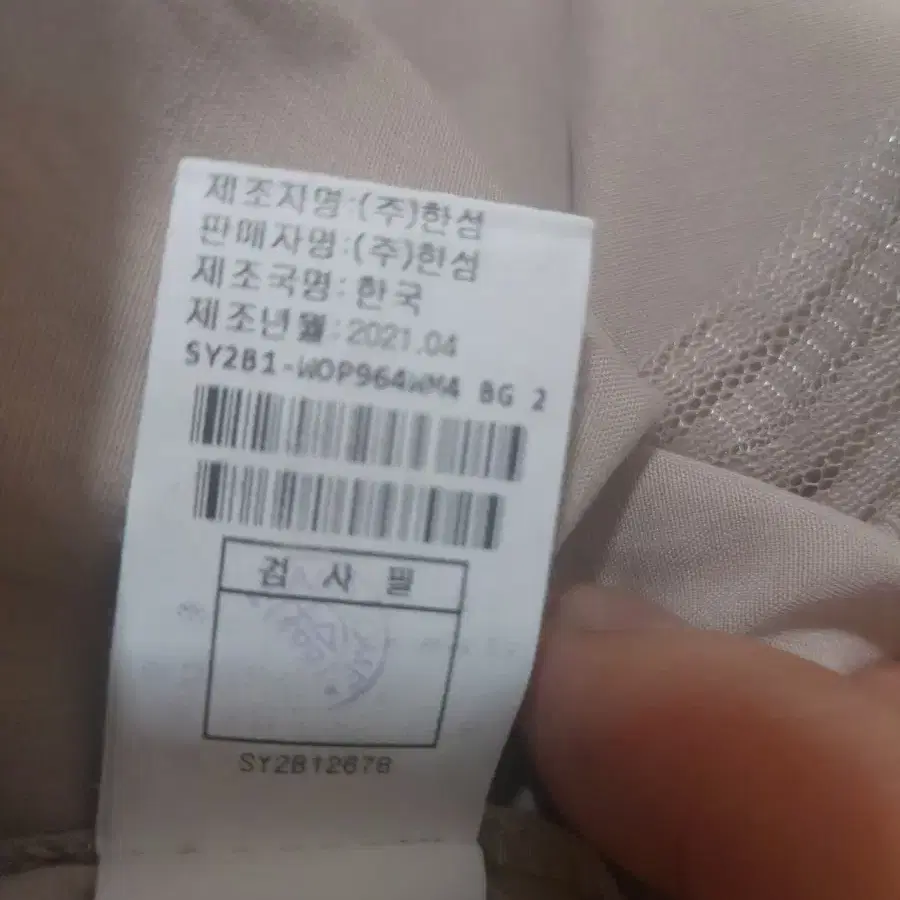 제조자명:(주)한섬
판매자명:(주)한섬
제조국명:한국
제조년월:2021.04
SY2B1-WOP964WM4 BG 2
검 사 필
SY2B12678